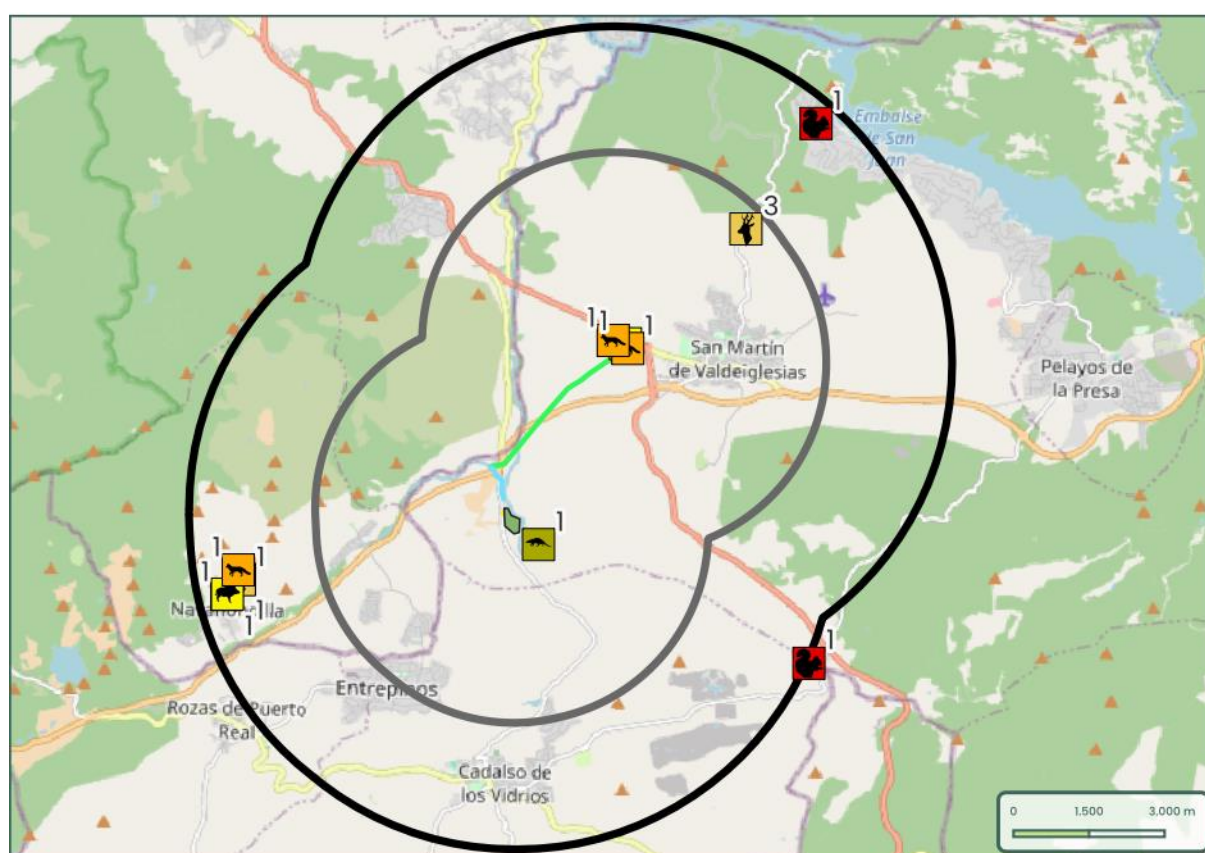 1
Embalse
de San
Juan
3
11
1
San Martín
de Valdeiglesias
Pelayos de
la Presa
1
1
1
1
1
1
1
Entrepinos
Rozas de Puerto
Real
Cadalso de
los Vidrios
0
1.500
3.000 m